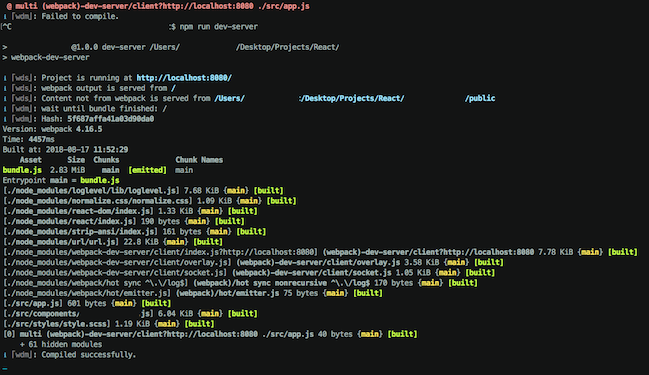 @ multi (webpack)-dev-server/client?http://localhost:8080 ./src/app.js
ℹ 「wdm」: Failed to compile.
^C :$ npm run dev-server
> @1.0.0 dev-server /Users/ /Desktop/Projects/React/
> webpack-dev-server
ℹ 「wds」: Project is running at http://localhost:8080/
ℹ 「wds」: webpack output is served from /
ℹ 「wds」: Content not from webpack is served from /Users/ :/Desktop/Projects/React/ /public
ℹ 「wdm」: wait until bundle finished: /
ℹ 「wdm」: Hash: 5f687affa41a03d90da0
Version: webpack 4.16.5
Time: 4457ms
Built at: 2018-08-17 11:52:29
Asset Size Chunks Chunk Names
bundle.js 2.83 MiB main [emitted] main
Entrypoint main = bundle.js
[./node_modules/loglevel/lib/loglevel.js] 7.68 KiB {main} [built]
[./node_modules/normalize.css/normalize.css] 1.09 KiB {main} [built]
[./node_modules/react-dom/index.js] 1.33 KiB {main} [built]
[./node_modules/react/index.js] 190 bytes {main} [built]
[./node_modules/strip-ansi/index.js] 161 bytes {main} [built]
[./node_modules/url/url.js] 22.8 KiB {main} [built]
[./node_modules/webpack-dev-server/client/index.js?http://localhost:8080] (webpack)-dev-server/client?http://localhost:8080 7.78 KiB {main} [built]
[./node_modules/webpack-dev-server/client/overlay.js] (webpack)-dev-server/client/overlay.js 3.58 KiB {main} [built]
[./node_modules/webpack-dev-server/client/socket.js] (webpack)-dev-server/client/socket.js 1.05 KiB {main} [built]
[./node_modules/webpack/hot sync ^\.\/log$] (webpack)/hot sync nonrecursive ^\.\/log$ 170 bytes {main} [built]
[./node_modules/webpack/hot/emitter.js] (webpack)/hot/emitter.js 75 bytes {main} [built]
[./src/app.js] 601 bytes {main} [built]
[./src/components/ .js] 6.04 KiB {main} [built]
[./src/styles/style.scss] 1.19 KiB {main} [built]
[0] multi (webpack)-dev-server/client?http://localhost:8080 ./src/app.js 40 bytes {main} [built]
+ 61 hidden modules
ℹ 「wdm」: Compiled successfully.